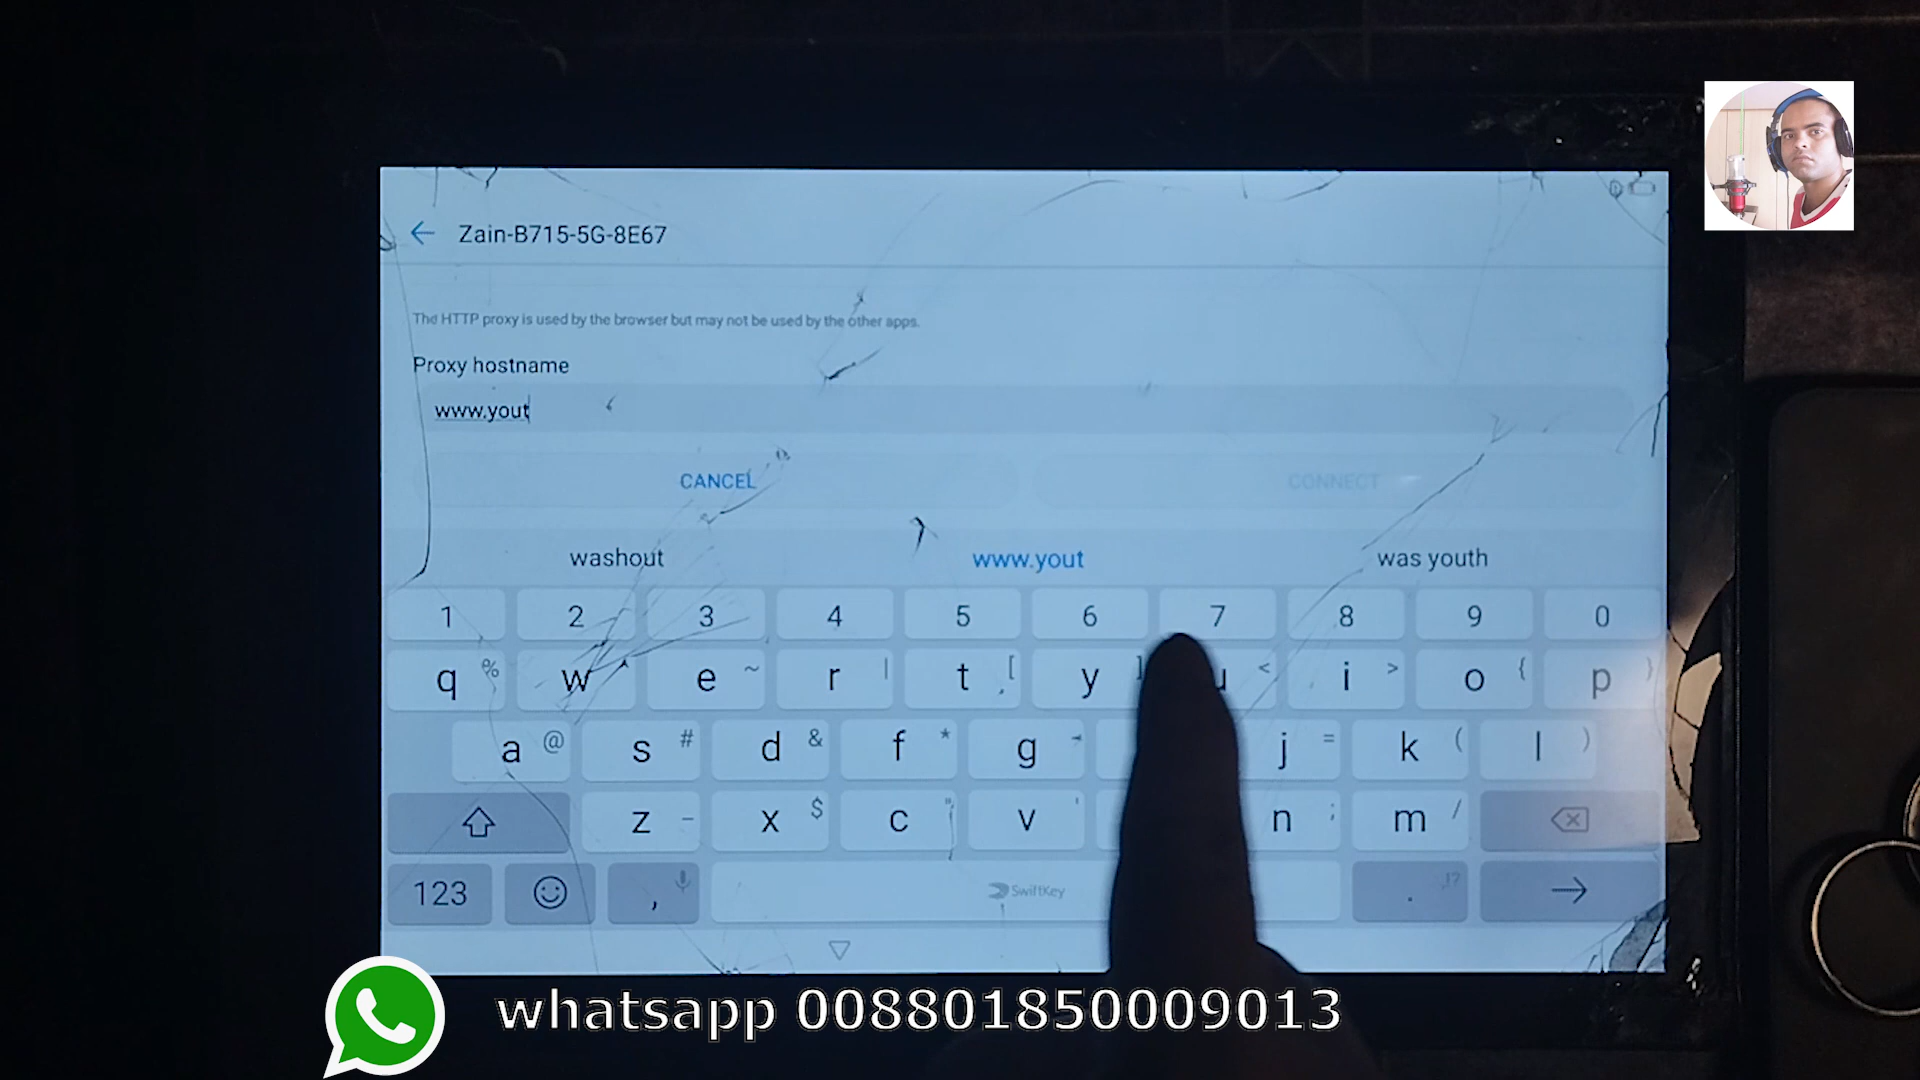 Zain-B715-5G-8E67
The HTTP proxy is used by the browser but may not be used by the other apps.
Proxy hostname
www.yout
CANCEL CONNECT
washout www.yout was youth
1 2 3 4 5 6 7 8 9 0
q % w ^ e ~ r | t [ y ] u < i > o { p }
a @ s # d & f * g - j = k ( l )
z _ x $ c " v ' n ; m /
123 , SwiftKey . ,!?
whatsapp 008801850009013